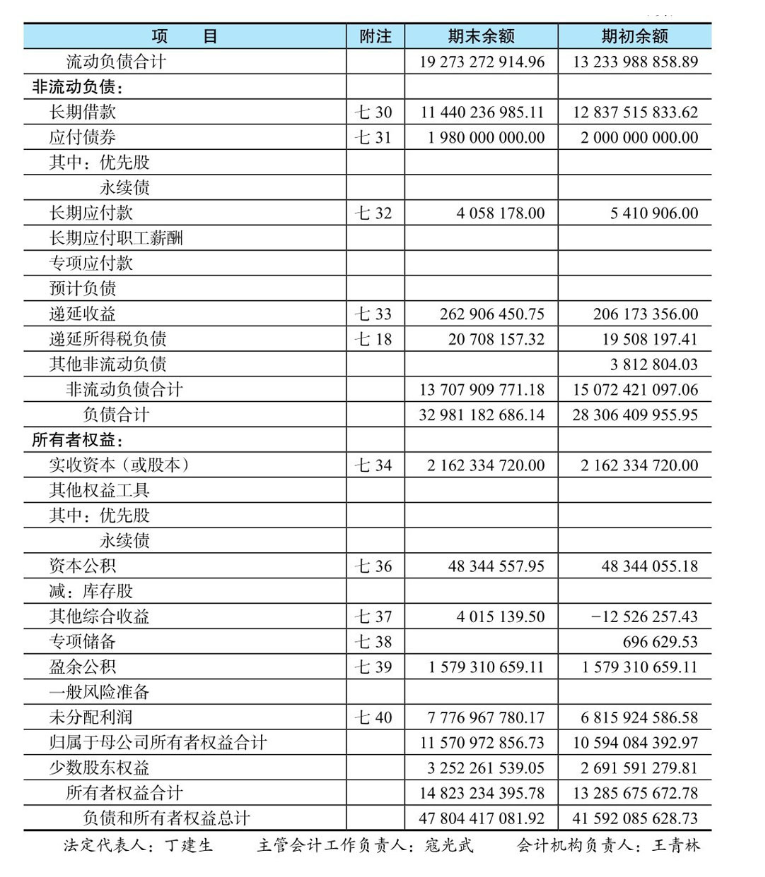 项 目 附注 期末余额 期初余额
流动负债合计 19 273 272 914.96 13 233 988 858.89
非流动负债：
长期借款 七 30 11 440 236 985.11 12 837 515 833.62
应付债券 七 31 1 980 000 000.00 2 000 000 000.00
其中：优先股
永续债
长期应付款 七 32 4 058 178.00 5 410 906.00
长期应付职工薪酬
专项应付款
预计负债
递延收益 七 33 262 906 450.75 206 173 356.00
递延所得税负债 七 18 20 708 157.32 19 508 197.41
其他非流动负债 3 812 804.03
非流动负债合计 13 707 909 771.18 15 072 421 097.06
负债合计 32 981 182 686.14 28 306 409 955.95
所有者权益：
实收资本（或股本） 七 34 2 162 334 720.00 2 162 334 720.00
其他权益工具
其中：优先股
永续债
资本公积 七 36 48 344 557.95 48 344 055.18
减：库存股
其他综合收益 七 37 4 015 139.50 −12 526 257.43
专项储备 七 38 696 629.53
盈余公积 七 39 1 579 310 659.11 1 579 310 659.11
一般风险准备
未分配利润 七 40 7 776 967 780.17 6 815 924 586.58
归属于母公司所有者权益合计 11 570 972 856.73 10 594 084 392.97
少数股东权益 3 252 261 539.05 2 691 591 279.81
所有者权益合计 14 823 234 395.78 13 285 675 672.78
负债和所有者权益总计 47 804 417 081.92 41 592 085 628.73
法定代表人：丁建生 主管会计工作负责人：寇光武 会计机构负责人：王青林